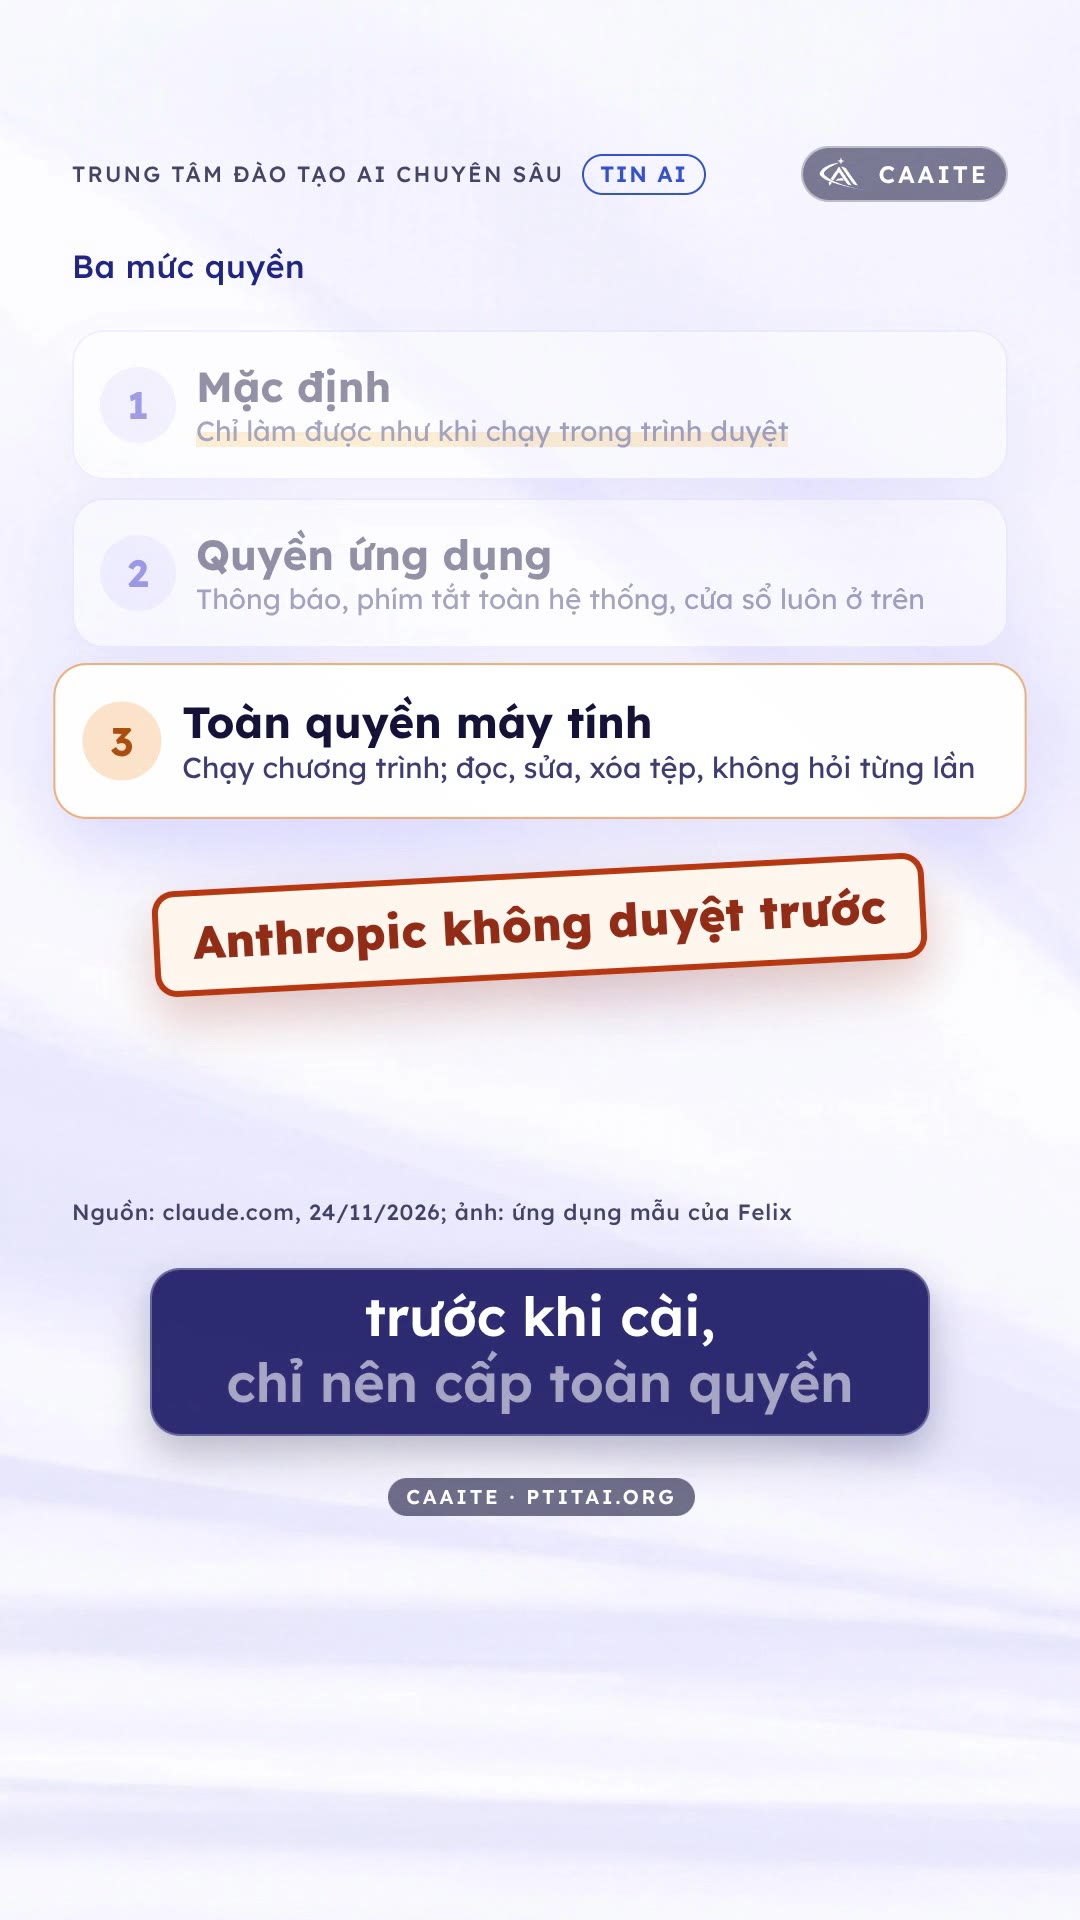 TRUNG TÂM ĐÀO TẠO AI CHUYÊN SÂU TIN AI CAAITE
Ba mức quyền
1 Mặc định
Chỉ làm được như khi chạy trong trình duyệt
2 Quyền ứng dụng
Thông báo, phím tắt toàn hệ thống, cửa sổ luôn ở trên
3 Toàn quyền máy tính
Chạy chương trình; đọc, sửa, xóa tệp, không hỏi từng lần
Anthropic không duyệt trước
Nguồn: claude.com, 24/11/2026; ảnh: ứng dụng mẫu của Felix
trước khi cài,
chỉ nên cấp toàn quyền
CAAITE · PTITAI.ORG